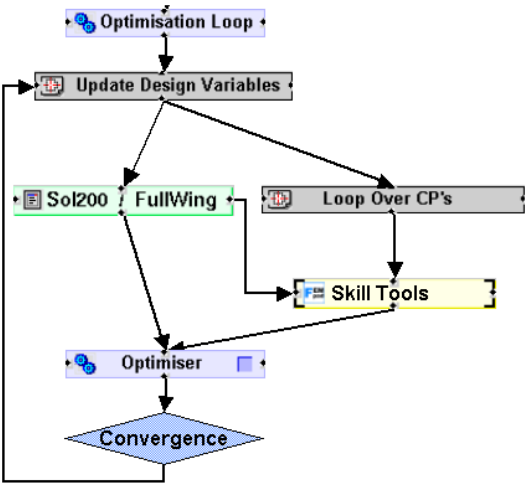 Optimisation Loop
Update Design Variables
Sol200 / FullWing
Loop Over CP's
Skill Tools
Optimiser
Convergence